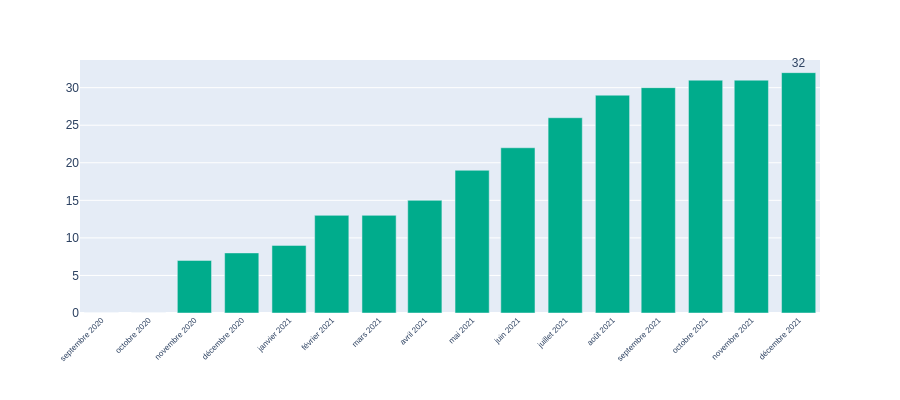 32
30
25
20
15
10
5
0
septembre 2020
octobre 2020
novembre 2020
décembre 2020
janvier 2021
février 2021
mars 2021
avril 2021
mai 2021
juin 2021
juillet 2021
août 2021
septembre 2021
octobre 2021
novembre 2021
décembre 2021